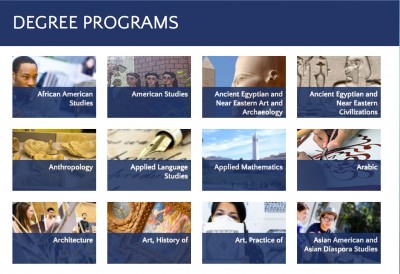 DEGREE PROGRAMS
African American
Studies
American Studies
Ancient Egyptian and
Near Eastern Art and
Archaeology
Ancient Egyptian and
Near Eastern
Civilizations
Anthropology
Applied Language
Studies
Applied Mathematics
Arabic
Architecture
Art, History of
Art, Practice of
Asian American and
Asian Diaspora Studies